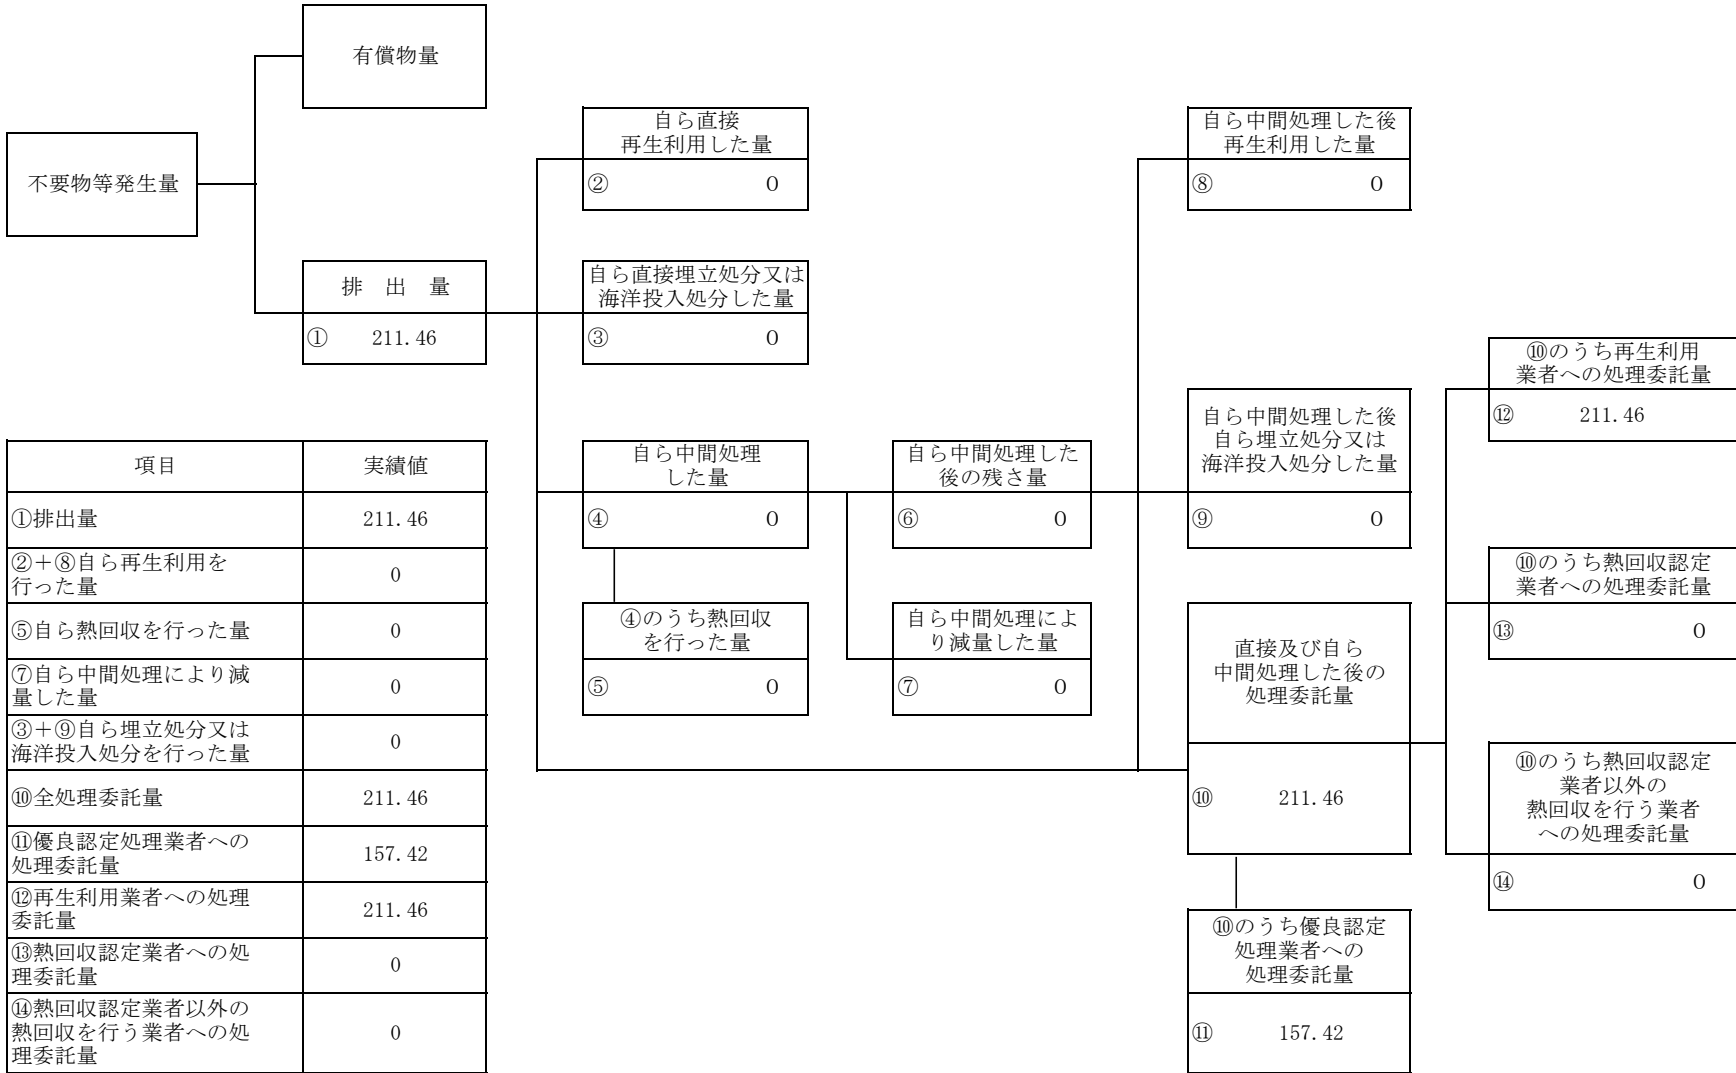 有償物量
不要物等発生量
排　出　量
① 211.46
自ら直接
再生利用した量
② 0
自ら直接埋立処分又は
海洋投入処分した量
③ 0
自ら中間処理
した量
④ 0
④のうち熱回収
を行った量
⑤ 0
自ら中間処理した
後の残さ量
⑥ 0
自ら中間処理によ
り減量した量
⑦ 0
自ら中間処理した後
再生利用した量
⑧ 0
自ら中間処理した後
自ら埋立処分又は
海洋投入処分した量
⑨ 0
直接及び自ら
中間処理した後の
処理委託量
⑩ 211.46
⑩のうち優良認定
処理業者への
処理委託量
⑪ 157.42
⑩のうち再生利用
業者への処理委託量
⑫ 211.46
⑩のうち熱回収認定
業者への処理委託量
⑬ 0
⑩のうち熱回収認定
業者以外の
熱回収を行う業者
への処理委託量
⑭ 0
項目 実績値
①排出量 211.46
②＋⑧自ら再生利用を
行った量 0
⑤自ら熱回収を行った量 0
⑦自ら中間処理により減
量した量 0
③＋⑨自ら埋立処分又は
海洋投入処分を行った量 0
⑩全処理委託量 211.46
⑪優良認定処理業者への
処理委託量 157.42
⑫再生利用業者への処理
委託量 211.46
⑬熱回収認定業者への処
理委託量 0
⑭熱回収認定業者以外の
熱回収を行う業者への処
理委託量 0